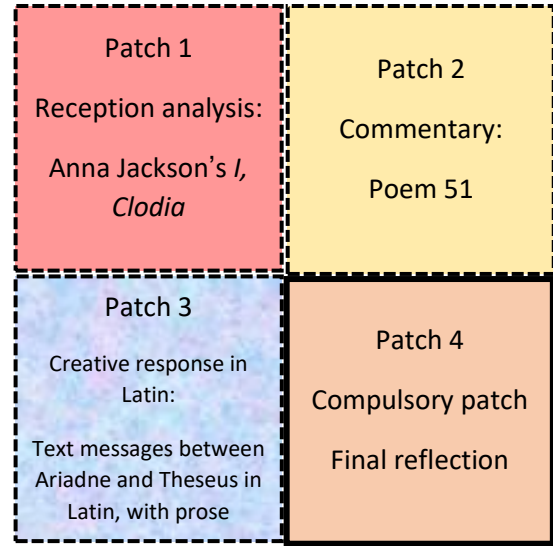 Patch 1
Reception analysis:
Anna Jackson’s I,
Clodia
Patch 2
Commentary:
Poem 51
Patch 3
Creative response in
Latin:
Text messages between
Ariadne and Theseus in
Latin, with prose
Patch 4
Compulsory patch
Final reflection